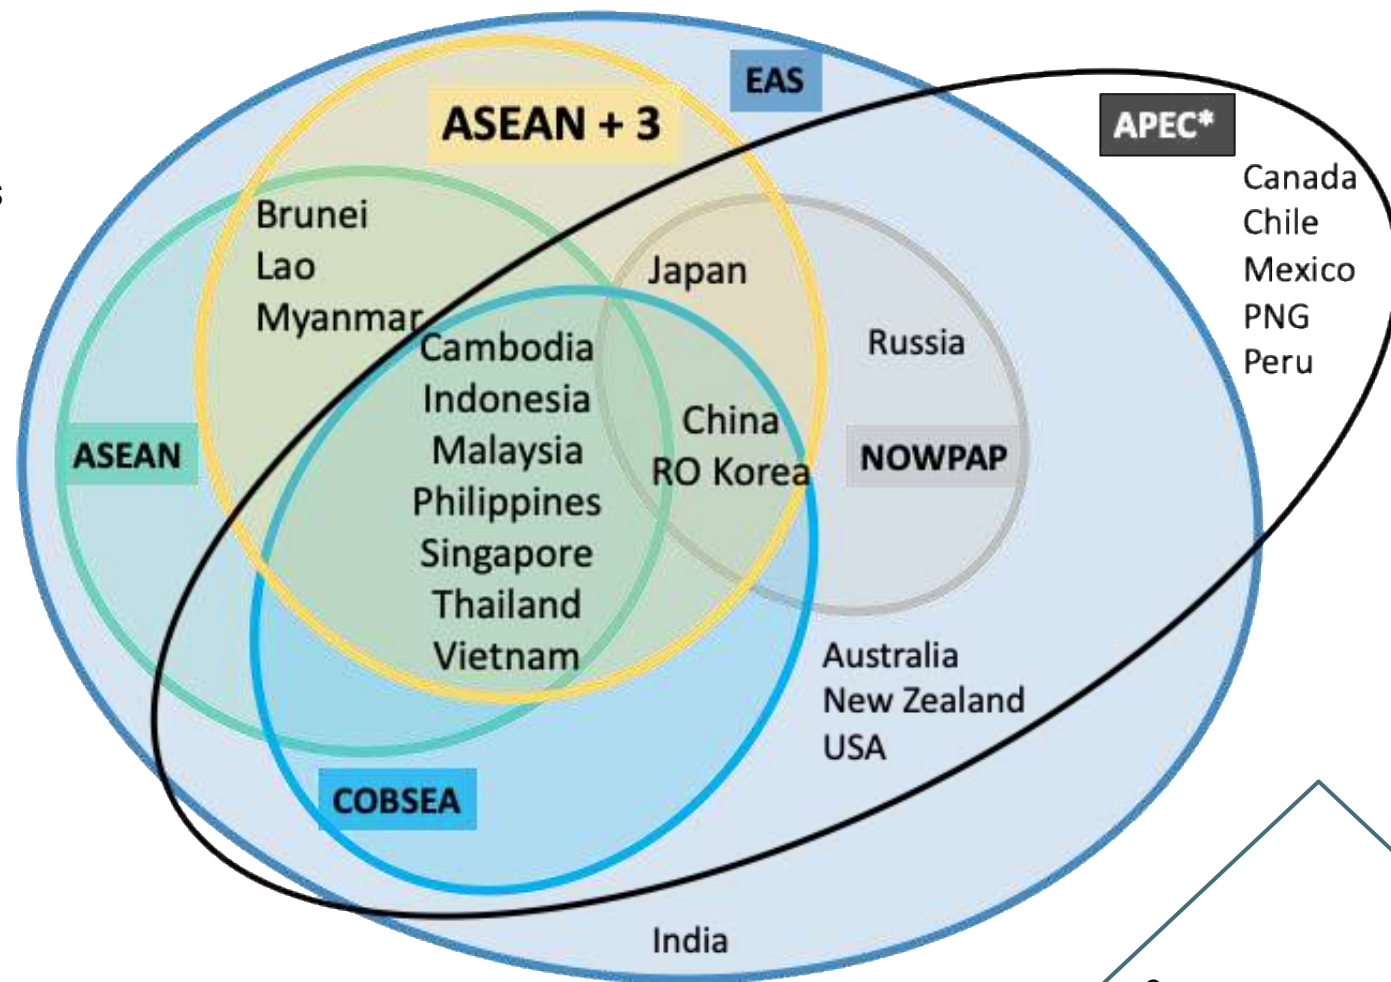 EAS
ASEAN + 3
APEC*
Canada
Chile
Mexico
PNG
Peru
Brunei
Lao
Myanmar
Japan
Russia
Cambodia
Indonesia
Malaysia
Philippines
Singapore
Thailand
Vietnam
China
RO Korea
ASEAN
NOWPAP
Australia
New Zealand
USA
COBSEA
India